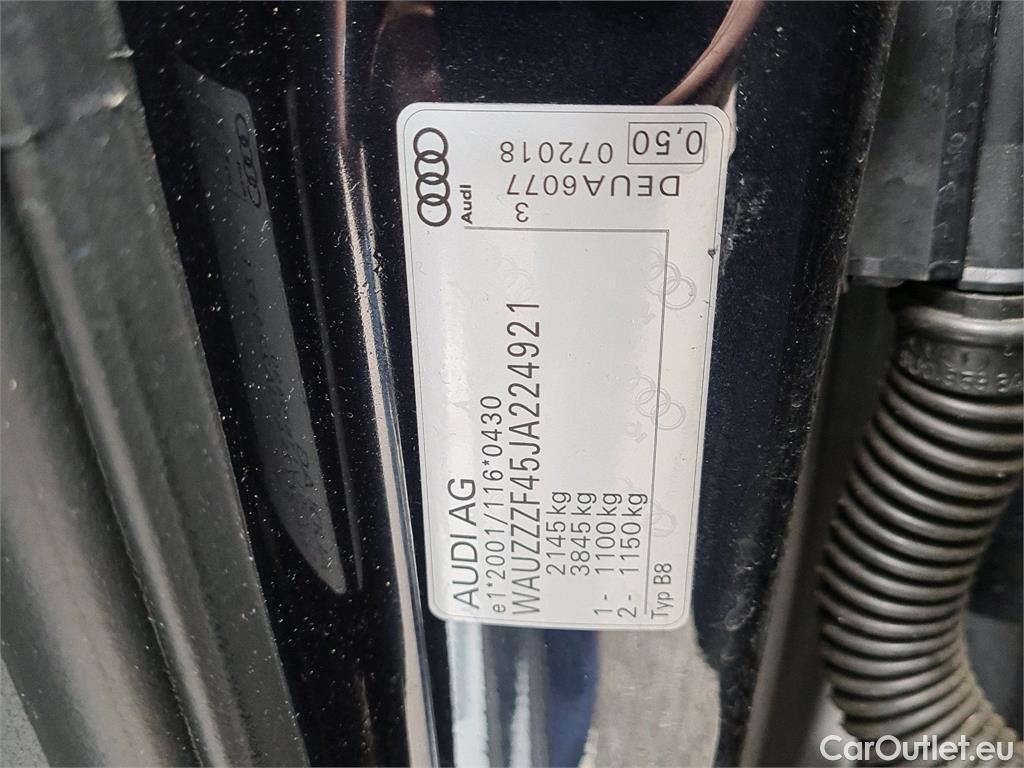 AUDI AG
e1*2001/116*0430
WAUZZZF45JA224921
2145 kg
3845 kg
1- 1100 kg
2- 1150 kg
Typ B8
Audi
3
DEUA6077
072018
0,50
CarOutlet.eu